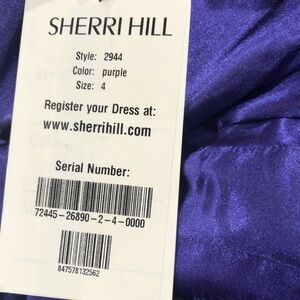 SHERRI HILL
Style: 2944
Color: purple
Size: 4
Register your Dress at:
www.sherrihill.com
Serial Number:
72445-26890-2-4-0000
847578132562